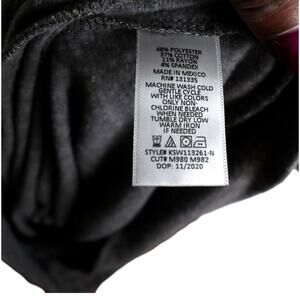 48% POLYESTER
37% COTTON
11% RAYON
4% SPANDEX
MADE IN MEXICO
RN# 131335
MACHINE WASH COLD
GENTLE CYCLE
WITH LIKE COLORS
ONLY NON-
CHLORINE BLEACH
WHEN NEEDED
TUMBLE DRY LOW
WARM IRON
IF NEEDED
STYLE# KSW113261-N
CUT# M980 M982
DOP: 11/2020